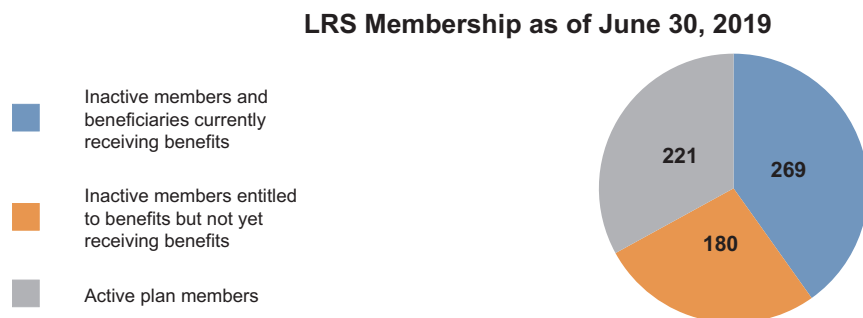 LRS Membership as of June 30, 2019
Inactive members and
beneficiaries currently
receiving benefits
Inactive members entitled
to benefits but not yet
receiving benefits
Active plan members
221
269
180